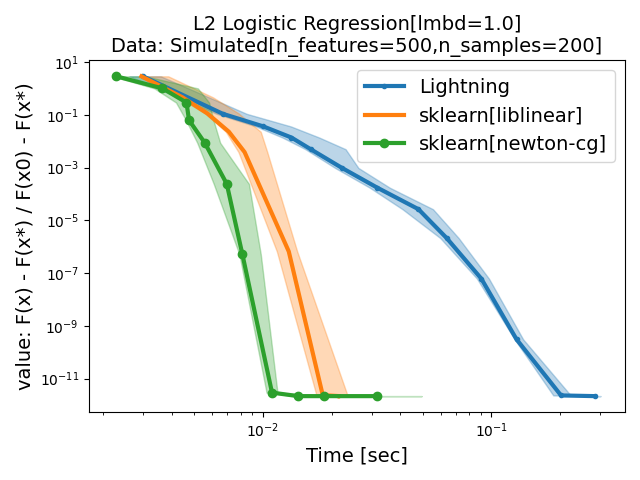 L2 Logistic Regression[lmbd=1.0]
Data: Simulated[n_features=500,n_samples=200]
value: F(x) - F(x*) / F(x0) - F(x*)
10¹
10⁻¹
10⁻³
10⁻⁵
10⁻⁷
10⁻⁹
10⁻¹¹
Lightning
sklearn[liblinear]
sklearn[newton-cg]
10⁻²
10⁻¹
Time [sec]